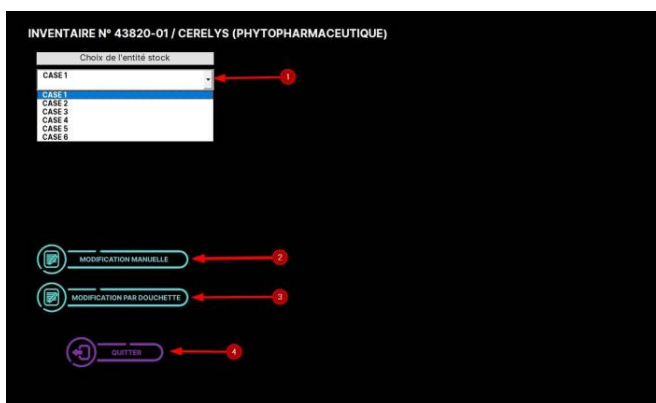 INVENTAIRE N° 43820-01 / CERELYS (PHYTOPHARMACEUTIQUE)
Choix de l'entité stock
CASE 1
1
CASE 1
CASE 2
CASE 3
CASE 4
CASE 5
CASE 6
MODIFICATION MANUELLE
2
MODIFICATION PAR DOUCHETTE
3
QUITTER
4